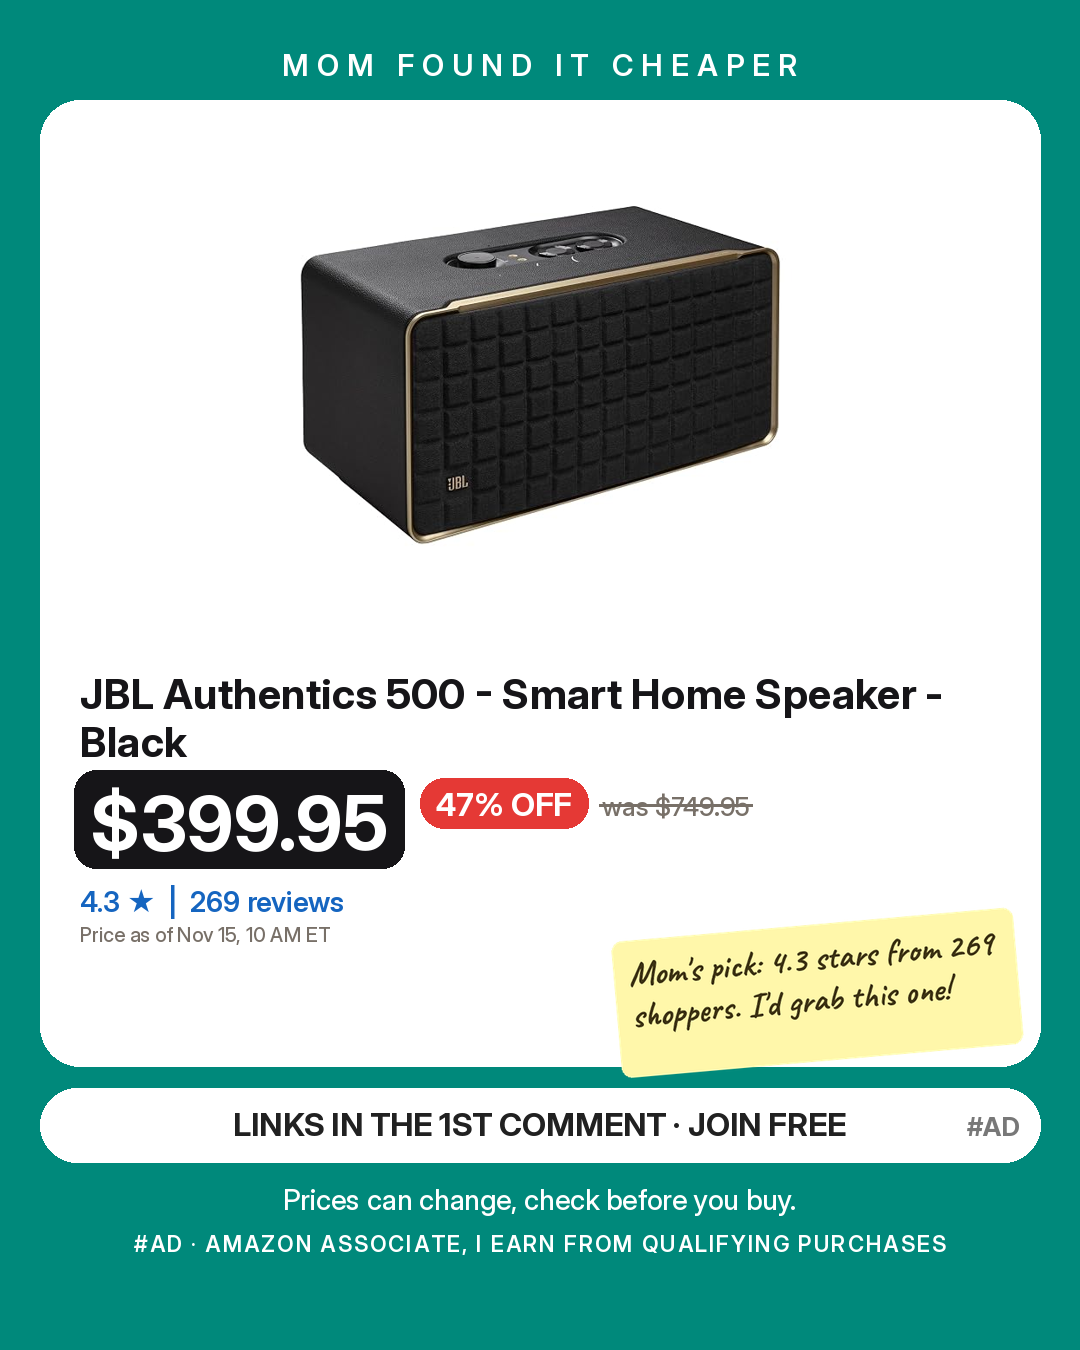 MOM FOUND IT CHEAPER
JBL
JBL Authentics 500 - Smart Home Speaker -
Black
$399.95
47% OFF
was $749.95
4.3 ★ | 269 reviews
Price as of Nov 15, 10 AM ET
Mom's pick: 4.3 stars from 269
shoppers. I'd grab this one!
LINKS IN THE 1ST COMMENT · JOIN FREE
#AD
Prices can change, check before you buy.
#AD · AMAZON ASSOCIATE, I EARN FROM QUALIFYING PURCHASES